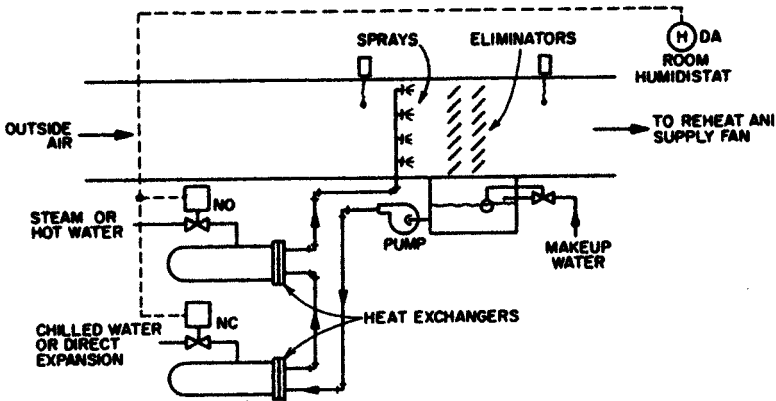 SPRAYS
ELIMINATORS
H
DA
ROOM
HUMIDISTAT
OUTSIDE
AIR
TO REHEAT AN
SUPPLY FAN
NO
STEAM OR
HOT WATER
PUMP
MAKEUP
WATER
NC
HEAT EXCHANGERS
CHILLED WATER
OR DIRECT
EXPANSION